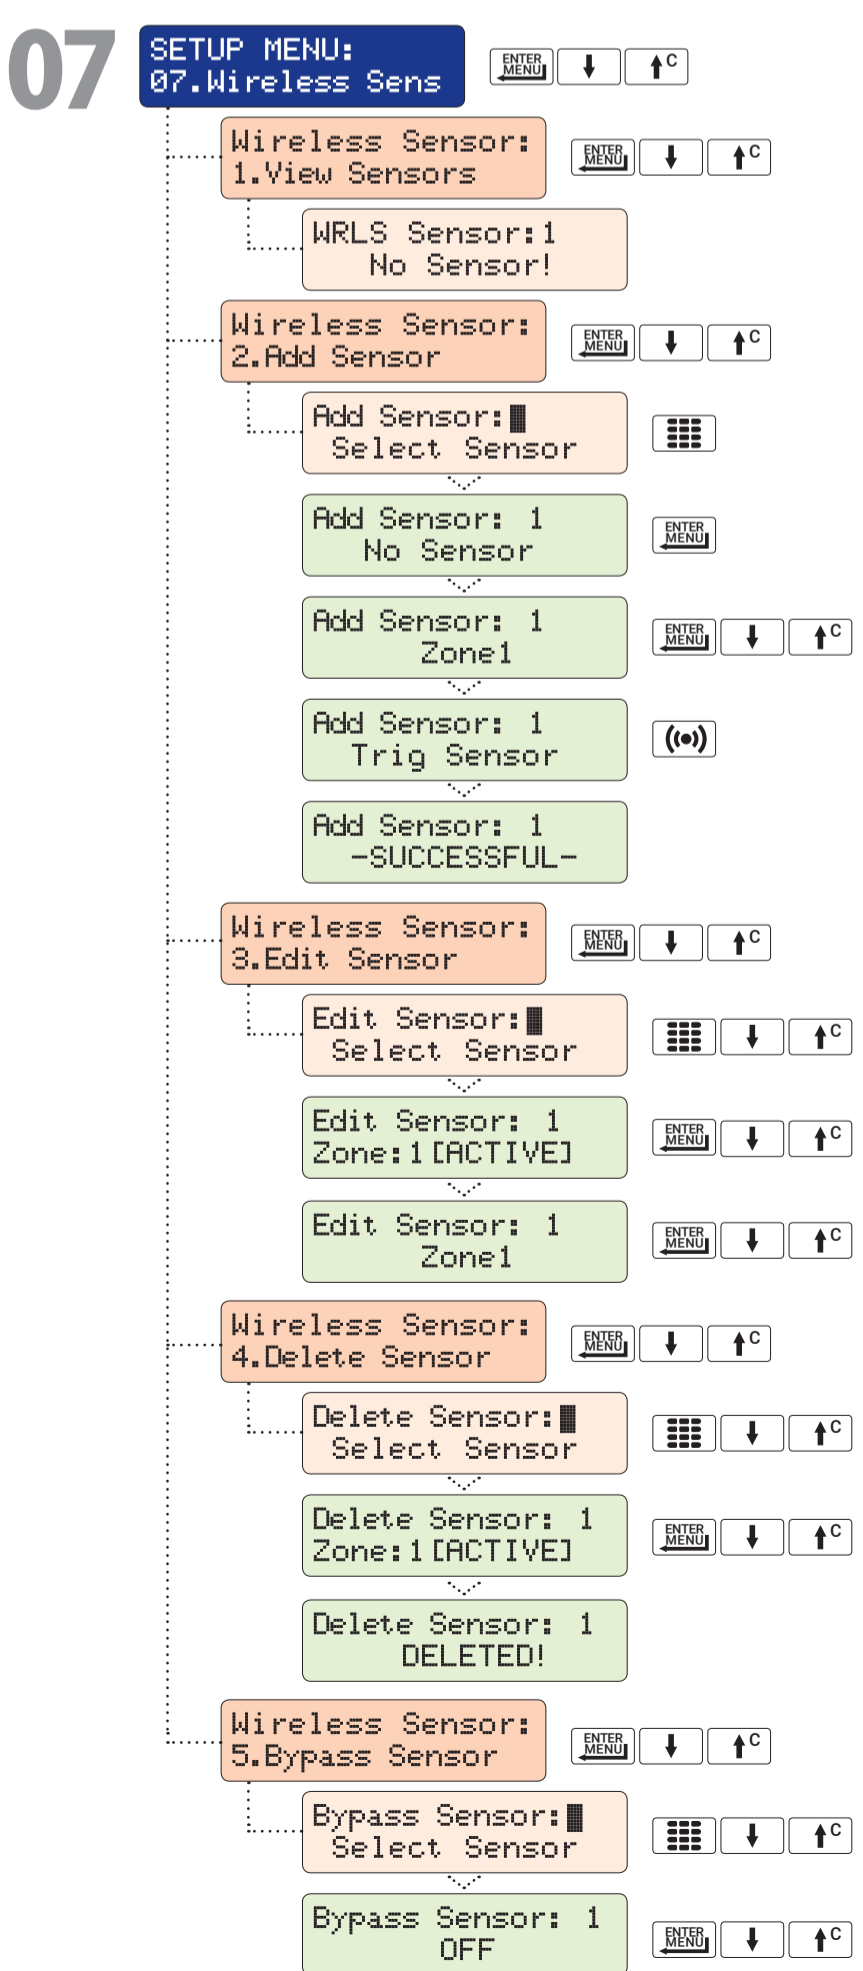 07
SETUP MENU:
07.Wireless Sens
ENTER
MENU
C
Wireless Sensor:
1.View Sensors
ENTER
MENU
C
WRLS Sensor:1
No Sensor!
Wireless Sensor:
2.Add Sensor
ENTER
MENU
C
Add Sensor:
Select Sensor
Add Sensor: 1
No Sensor
ENTER
MENU
Add Sensor: 1
Zone1
ENTER
MENU
C
Add Sensor: 1
Trig Sensor
Add Sensor: 1
-SUCCESSFUL-
Wireless Sensor:
3.Edit Sensor
ENTER
MENU
C
Edit Sensor:
Select Sensor
C
Edit Sensor: 1
Zone:1[ACTIVE]
ENTER
MENU
C
Edit Sensor: 1
Zone1
ENTER
MENU
C
Wireless Sensor:
4.Delete Sensor
ENTER
MENU
C
Delete Sensor:
Select Sensor
C
Delete Sensor: 1
Zone:1[ACTIVE]
ENTER
MENU
C
Delete Sensor: 1
DELETED!
Wireless Sensor:
5.Bypass Sensor
ENTER
MENU
C
Bypass Sensor:
Select Sensor
C
Bypass Sensor: 1
OFF
ENTER
MENU
C